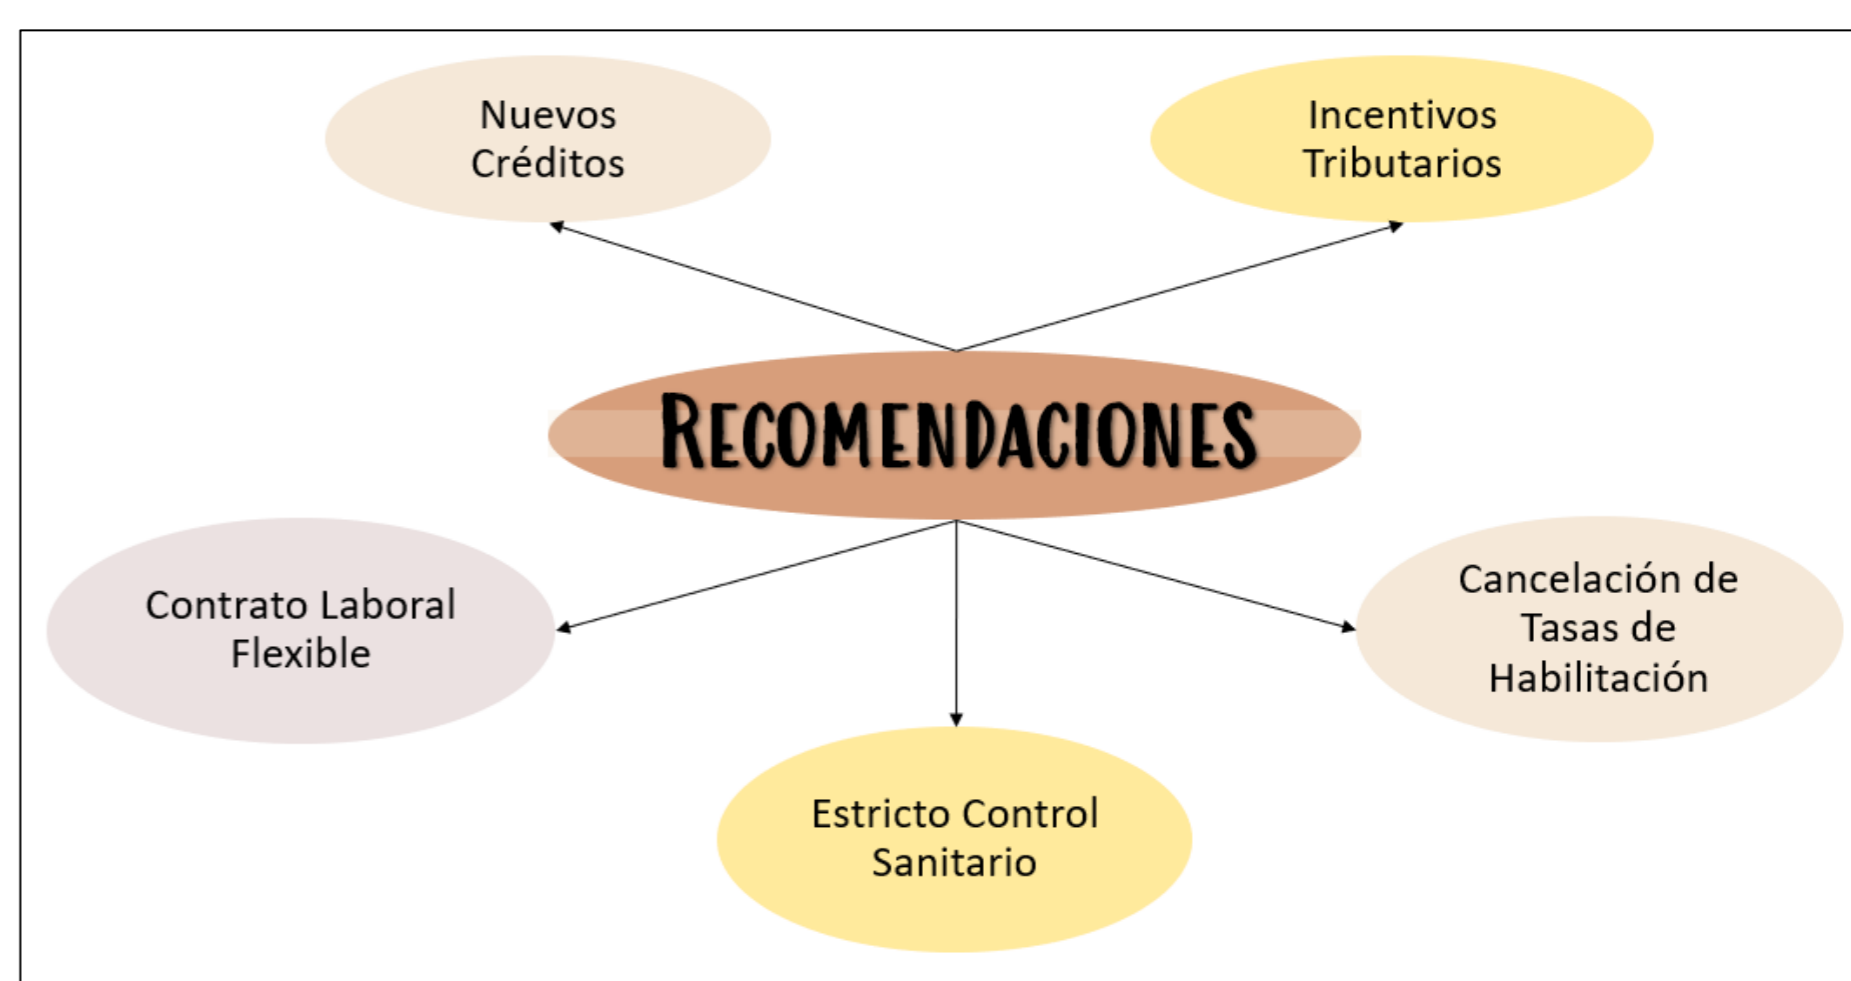 Nuevos
Créditos
Incentivos
Tributarios
RECOMENDACIONES
Contrato Laboral
Flexible
Cancelación de
Tasas de
Habilitación
Estricto Control
Sanitario